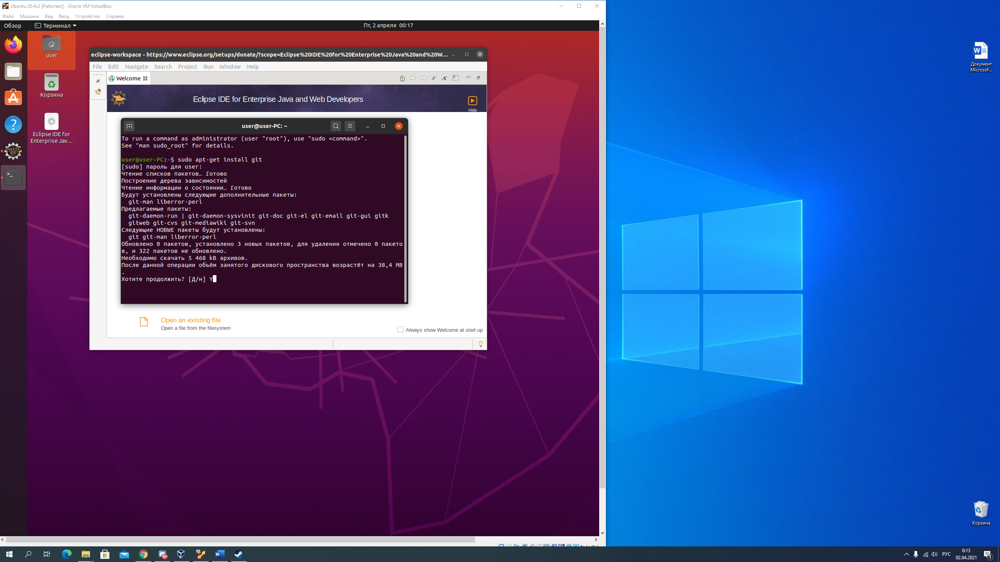 Ubuntu 20.4v2 [Работает] - Oracle VM VirtualBox
Файл Машина Вид Ввод Устройства Справка
Обзор Терминал Пт, 2 апреля 00:17
user
Корзина
Eclipse IDE for
Enterprise Jav...
Java EE
IDE
eclipse-workspace - https://www.eclipse.org/setups/donate/?scope=Eclipse%20IDE%20for%20Enterprise%20Java%20and%20W...
File Edit Navigate Search Project Run Window Help
Welcome
Eclipse IDE for Enterprise Java and Web Developers
Hide
user@user-PC: ~
To run a command as administrator (user "root"), use "sudo <command>".
See "man sudo_root" for details.
user@user-PC:~$ sudo apt-get install git
[sudo] пароль для user:
Чтение списков пакетов… Готово
Построение дерева зависимостей
Чтение информации о состоянии… Готово
Будут установлены следующие дополнительные пакеты:
git-man liberror-perl
Предлагаемые пакеты:
git-daemon-run | git-daemon-sysvinit git-doc git-el git-email git-gui gitk
gitweb git-cvs git-mediawiki git-svn
Следующие НОВЫЕ пакеты будут установлены:
git git-man liberror-perl
Обновлено 0 пакетов, установлено 3 новых пакетов, для удаления отмечено 0 пакето
в, и 322 пакетов не обновлено.
Необходимо скачать 5 468 kB архивов.
После данной операции объём занятого дискового пространства возрастёт на 38,4 MB
.
Хотите продолжить? [Д/н] Y
Open an existing file
Open a file from the filesystem
Always show Welcome at start up
Документ
Microsof...
Корзина
9+
64
РУС
0:13
02.04.2021
1